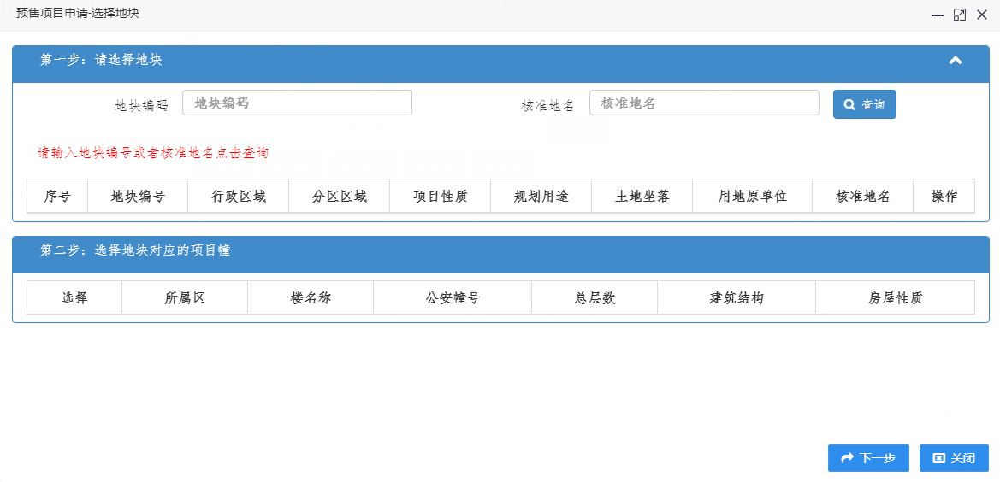 预售项目申请-选择地块
第一步：请选择地块
地块编码 地块编码 核准地名 核准地名 查询
请输入地块编号或者核准地名点击查询
序号 地块编号 行政区域 分区区域 项目性质 规划用途 土地坐落 用地原单位 核准地名 操作
第二步：选择地块对应的项目幢
选择 所属区 楼名称 公安幢号 总层数 建筑结构 房屋性质
下一步 关闭